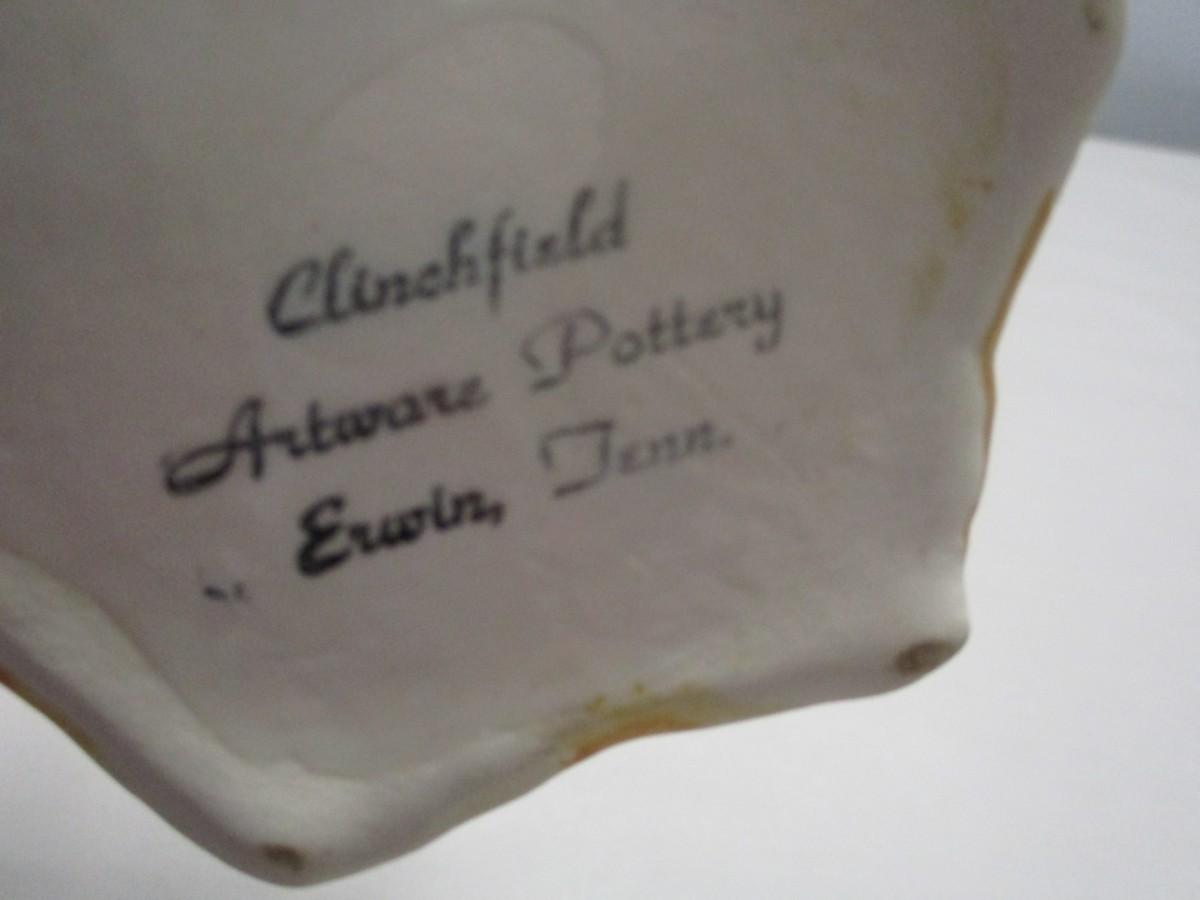 Clinchfield
Artware Pottery
Erwin, Tenn.